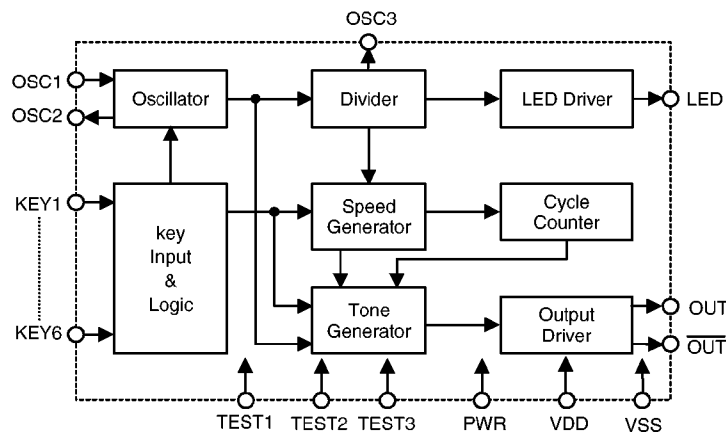 OSC3
OSC1
OSC2
Oscillator
Divider
LED Driver
LED
KEY1
KEY6
key
Input
&
Logic
Speed
Generator
Cycle
Counter
Tone
Generator
Output
Driver
OUT
OUT
TEST1
TEST2
TEST3
PWR
VDD
VSS